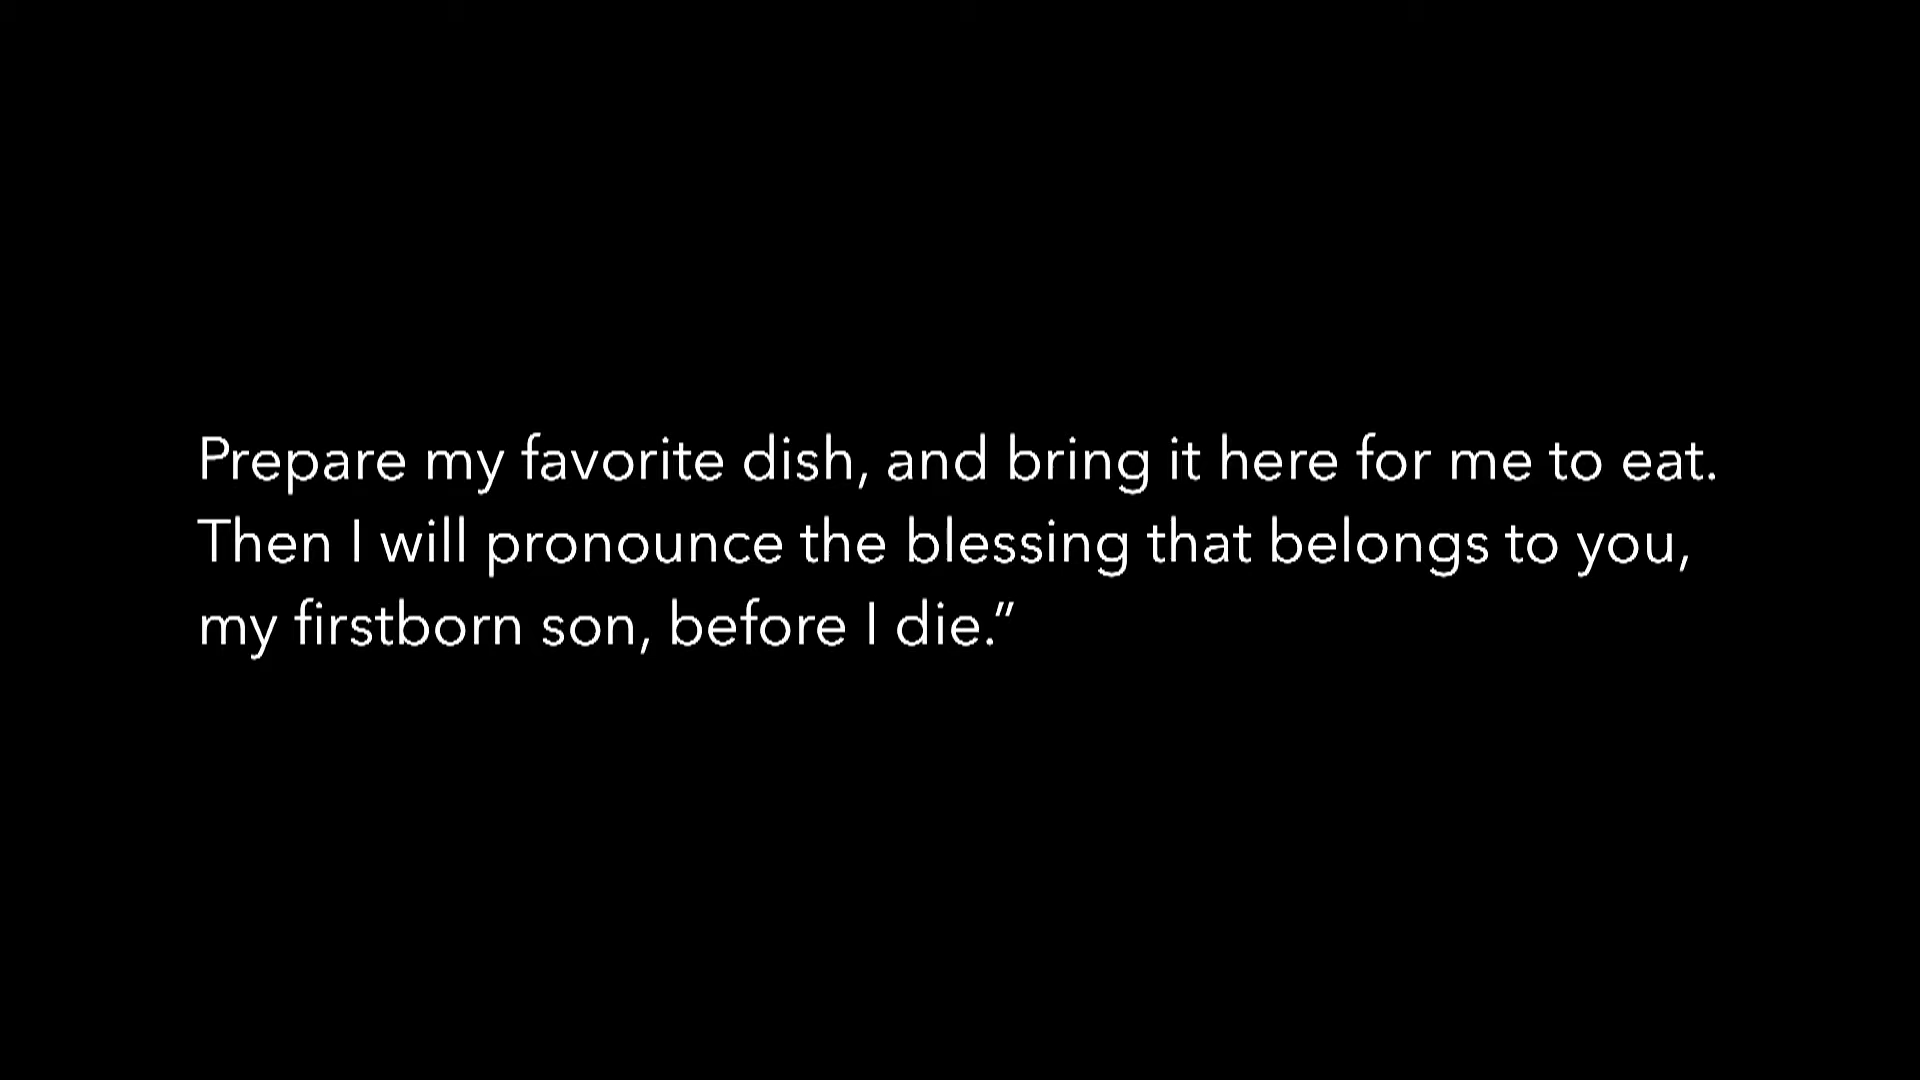 Prepare my favorite dish, and bring it here for me to eat.
Then I will pronounce the blessing that belongs to you,
my firstborn son, before I die.”